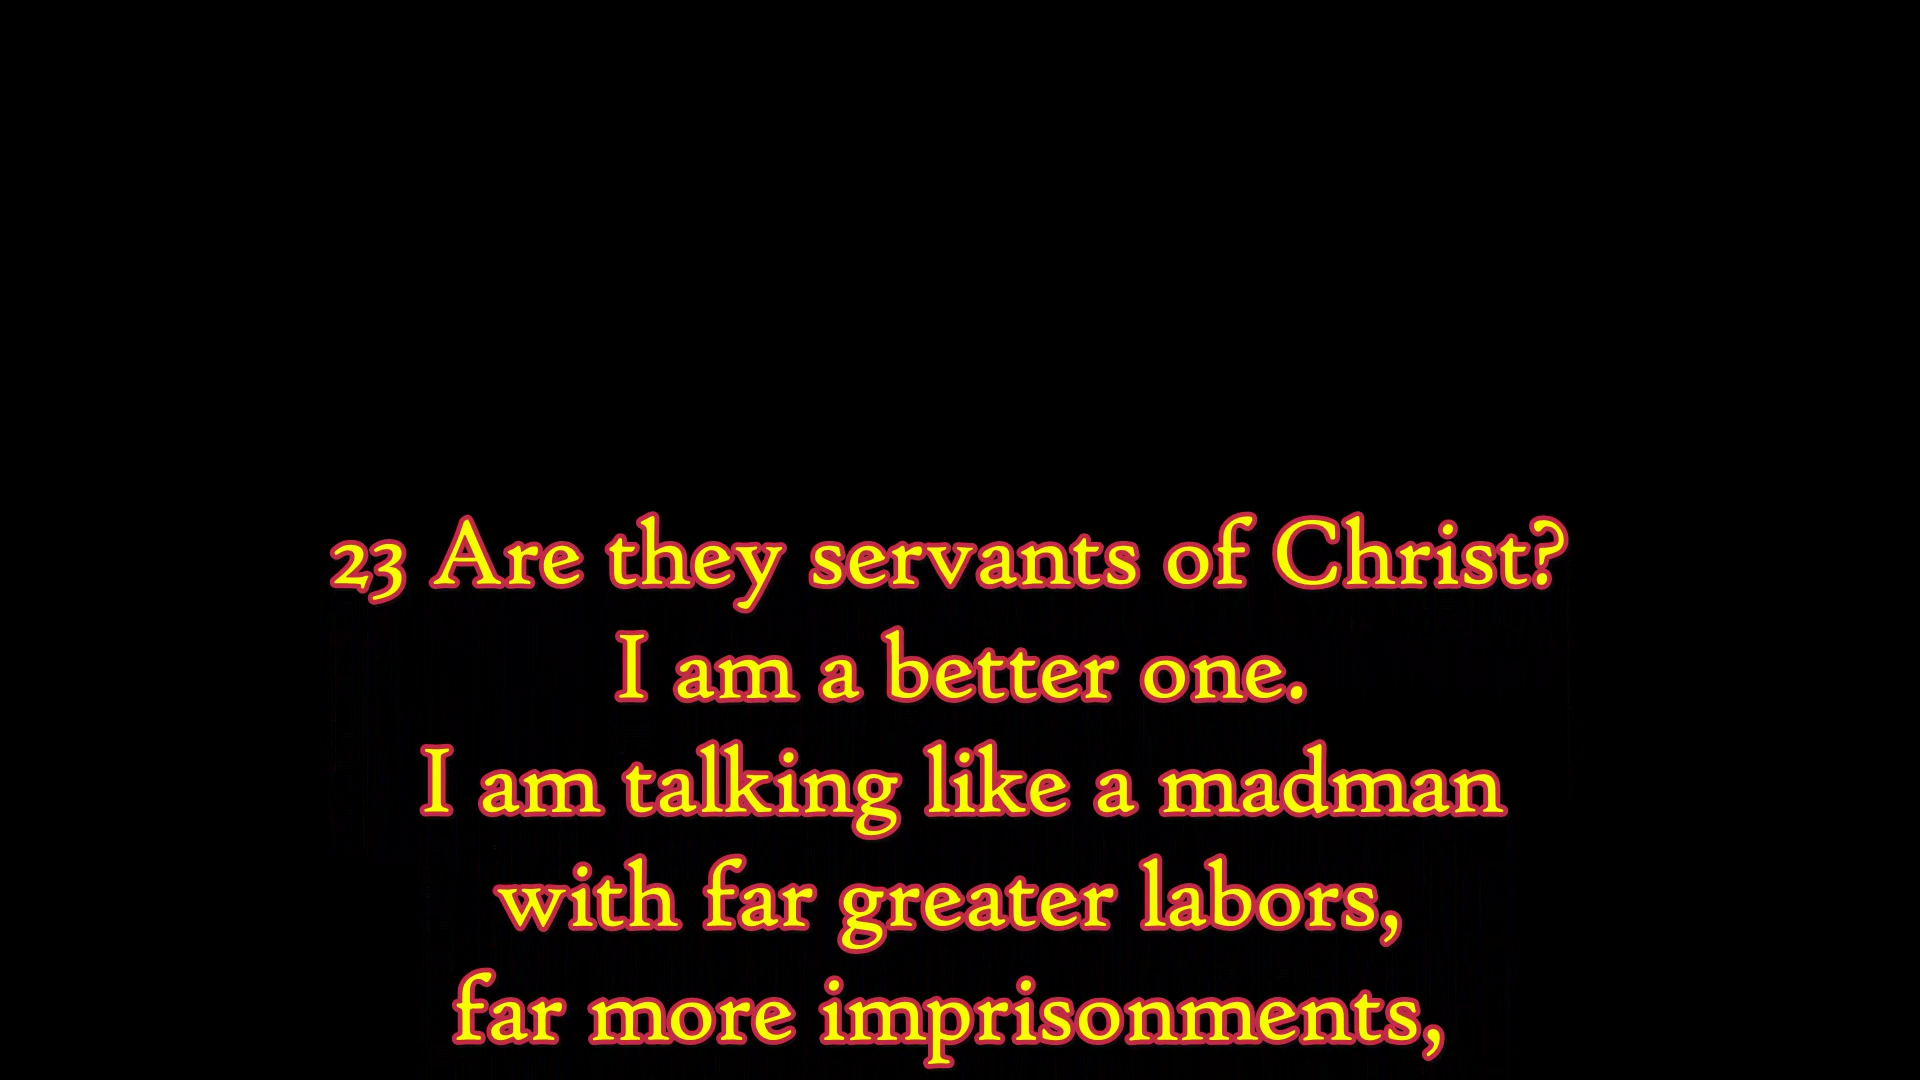 23 Are they servants of Christ?
I am a better one.
I am talking like a madman
with far greater labors,
far more imprisonments,